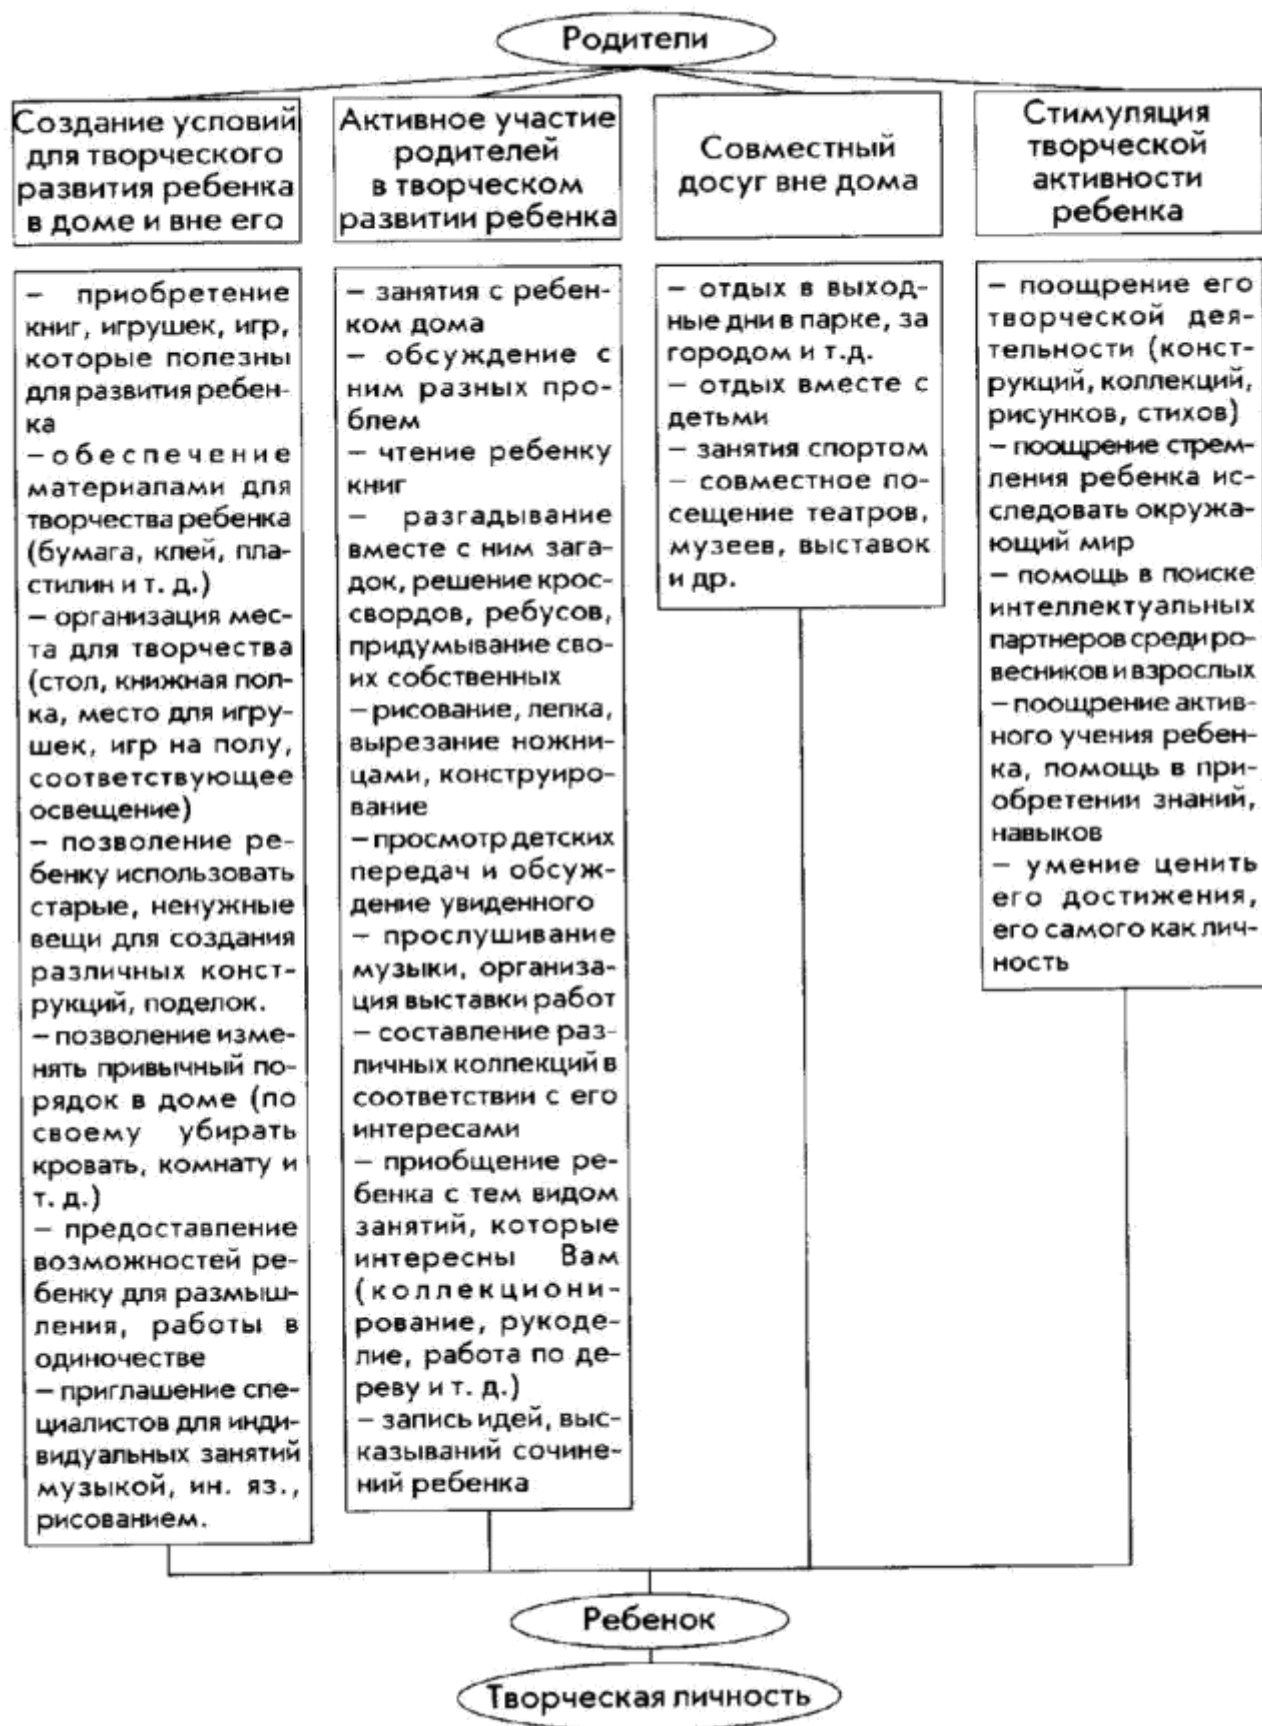 Родители
Создание условий
для творческого
развития ребенка
в доме и вне его
Активное участие
родителей
в творческом
развитии ребенка
Совместный
досуг вне дома
Стимуляция
творческой
активности
ребенка
– приобретение
книг, игрушек, игр,
которые полезны
для развития ребен-
ка
– обеспечение
материалами для
творчества ребенка
(бумага, клей, пла-
стилин и т. д.)
– организация мес-
та для творчества
(стол, книжная пол-
ка, место для игру-
шек, игр на полу,
соответствующее
освещение)
– позволение ре-
бенку использовать
старые, ненужные
вещи для создания
различных конст-
рукций, поделок.
– позволение изме-
нять привычный по-
рядок в доме (по
своему убирать
кровать, комнату и
т. д.)
– предоставление
возможностей ре-
бенку для размыш-
ления, работы в
одиночестве
– приглашение спе-
циалистов для инди-
видуальных занятий
музыкой, ин. яз.,
рисованием.
– занятия с ребен-
ком дома
– обсуждение с
ним разных про-
блем
– чтение ребенку
книг
– разгадывание
вместе с ним зага-
док, решение крос-
свордов, ребусов,
придумывание сво-
их собственных
– рисование, лепка,
вырезание ножни-
цами, конструиро-
вание
– просмотр детских
передач и обсуж-
дение увиденного
– прослушивание
музыки, организа-
ция выставки работ
– составление раз-
личных коллекций в
соответствии с его
интересами
– приобщение ре-
бенка с тем видом
занятий, которые
интересны Вам
(коллекциони-
рование, рукоде-
лие, работа по де-
реву и т. д.)
– запись идей, выс-
казываний сочине-
ний ребенка
– отдых в выход-
ные дни в парке, за
городом и т.д.
– отдых вместе с
детьми
– занятия спортом
– совместное по-
сещение театров,
музеев, выставок
и др.
– поощрение его
творческой дея-
тельности (конст-
рукций, коллекций,
рисунков, стихов)
– поощрение стрем-
ления ребенка ис-
следовать окружа-
ющий мир
– помощь в поиске
интеллектуальных
партнеров среди ро-
весников и взрослых
– поощрение актив-
ного учения ребен-
ка, помощь в при-
обретении знаний,
навыков
– умение ценить
его достижения,
его самого как лич-
ность
Ребенок
Творческая личность